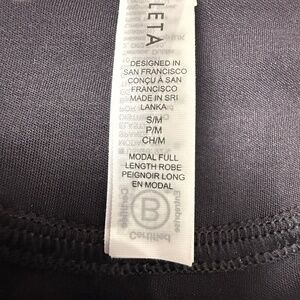 LETA
DESIGNED IN
SAN FRANCISCO
CONÇU À SAN
FRANCISCO
MADE IN SRI
LANKA
S/M
P/M
CH/M
MODAL FULL
LENGTH ROBE
PEIGNOIR LONG
EN MODAL
B
Certified